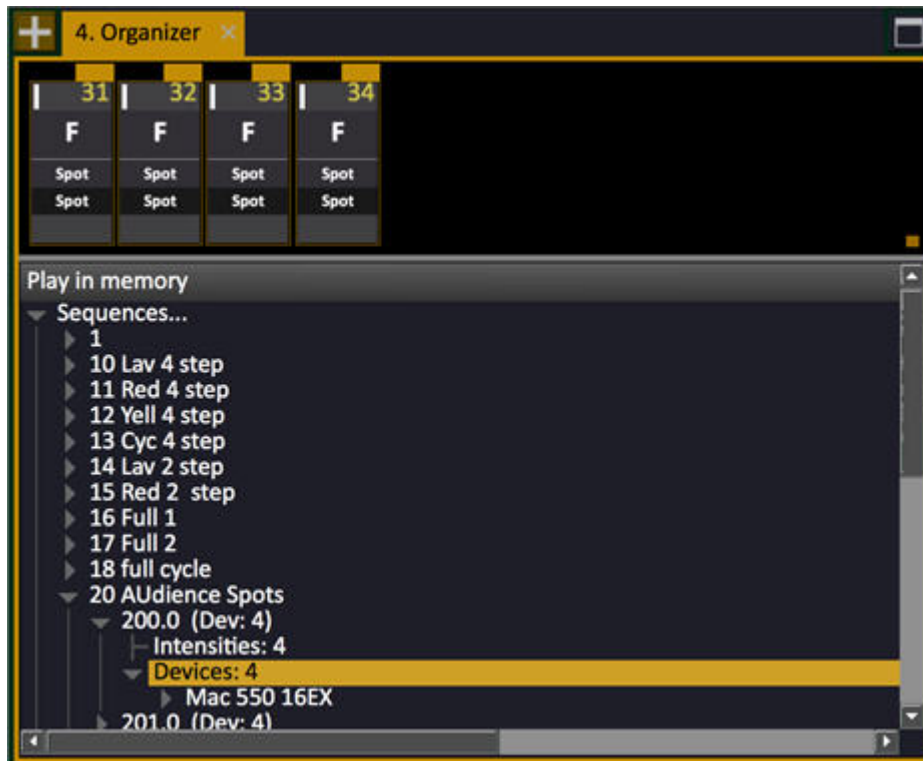 4. Organizer
31 32 33 34
F F F F
Spot Spot Spot Spot
Spot Spot Spot Spot
Play in memory
Sequences...
1
10 Lav 4 step
11 Red 4 step
12 Yell 4 step
13 Cyc 4 step
14 Lav 2 step
15 Red 2 step
16 Full 1
17 Full 2
18 full cycle
20 AUdience Spots
200.0 (Dev: 4)
Intensities: 4
Devices: 4
Mac 550 16EX
201.0 (Dev: 4)